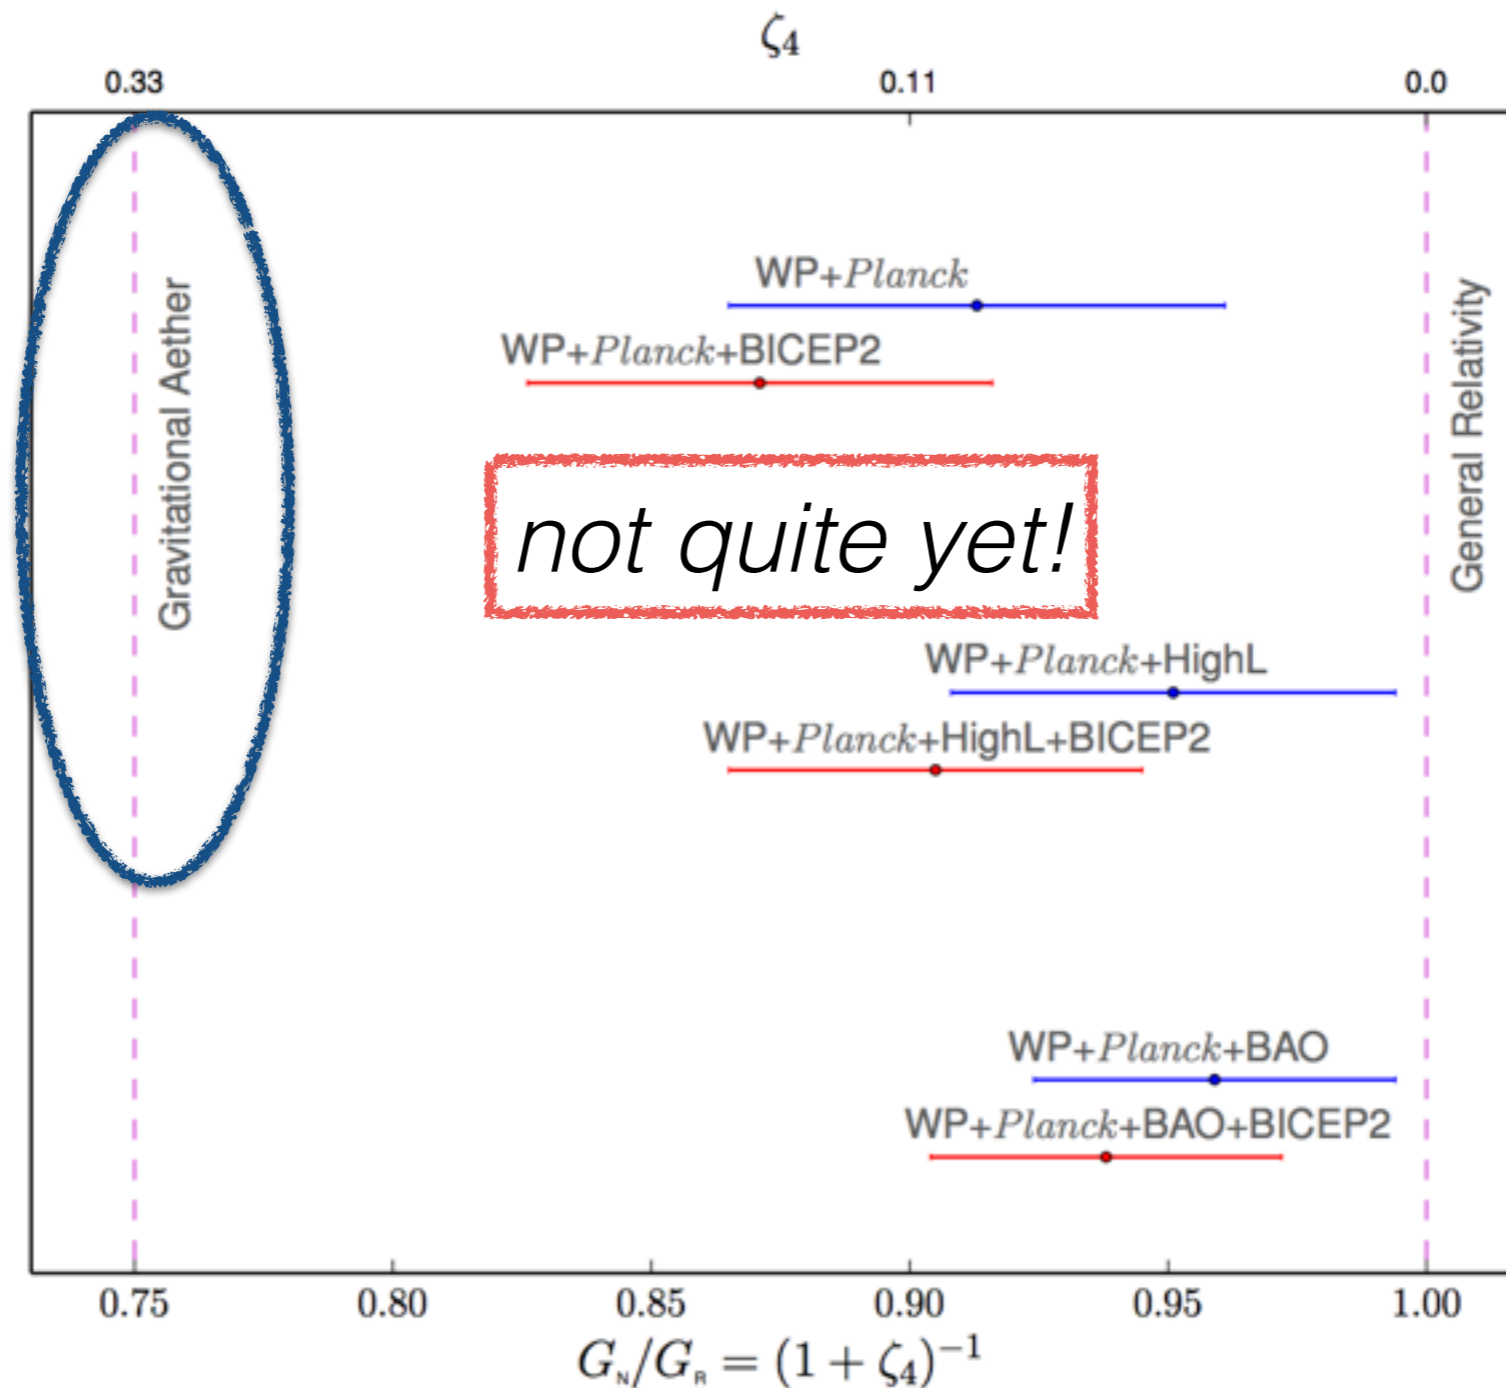 ζ₄
0.33 0.11 0.0
Gravitational Aether
WP+Planck
WP+Planck+BICEP2
General Relativity
not quite yet!
WP+Planck+HighL
WP+Planck+HighL+BICEP2
WP+Planck+BAO
WP+Planck+BAO+BICEP2
0.75 0.80 0.85 0.90 0.95 1.00
G_N/G_R = (1 + ζ₄)⁻¹